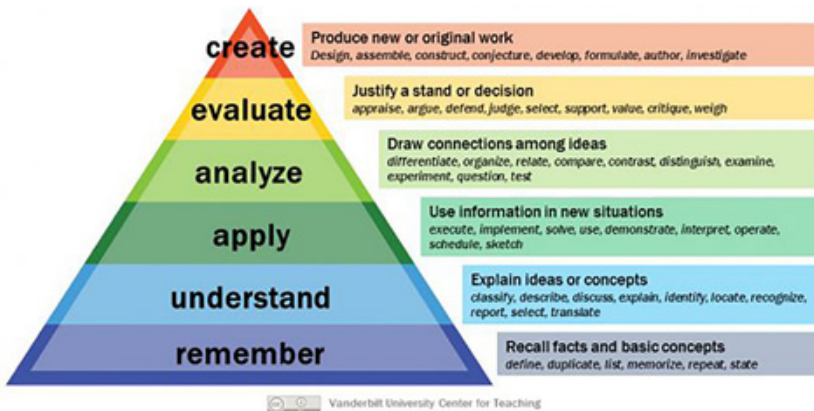 create
Produce new or original work
Design, assemble, construct, conjecture, develop, formulate, author, investigate
evaluate
Justify a stand or decision
appraise, argue, defend, judge, select, support, value, critique, weigh
analyze
Draw connections among ideas
differentiate, organize, relate, compare, contrast, distinguish, examine,
experiment, question, test
apply
Use information in new situations
execute, implement, solve, use, demonstrate, interpret, operate,
schedule, sketch
understand
Explain ideas or concepts
classify, describe, discuss, explain, identify, locate, recognize,
report, select, translate
remember
Recall facts and basic concepts
define, duplicate, list, memorize, repeat, state
Vanderbilt University Center for Teaching